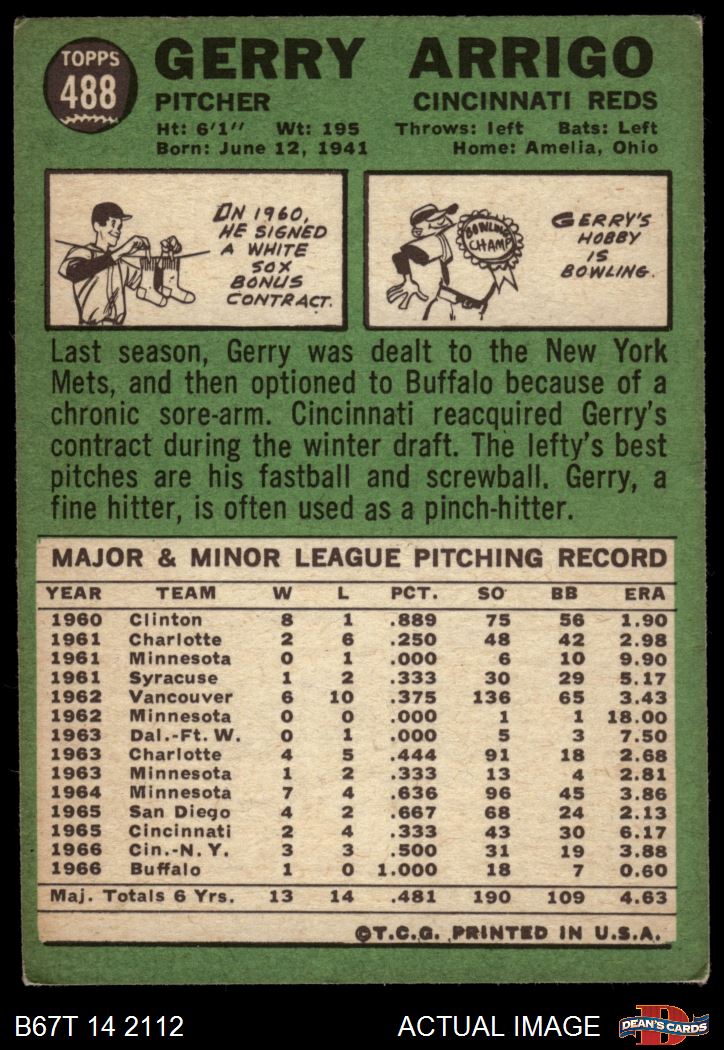 TOPPS
488
GERRY ARRIGO
PITCHER CINCINNATI REDS
Ht: 6'1" Wt: 195 Throws: left Bats: Left
Born: June 12, 1941 Home: Amelia, Ohio
IN 1960,
HE SIGNED
A WHITE
SOX
BONUS
CONTRACT.
BOWLING
CHAMP
GERRY'S
HOBBY
IS
BOWLING.
Last season, Gerry was dealt to the New York
Mets, and then optioned to Buffalo because of a
chronic sore-arm. Cincinnati reacquired Gerry's
contract during the winter draft. The lefty's best
pitches are his fastball and screwball. Gerry, a
fine hitter, is often used as a pinch-hitter.
MAJOR & MINOR LEAGUE PITCHING RECORD
YEAR TEAM W L PCT. SO BB ERA
1960 Clinton 8 1 .889 75 56 1.90
1961 Charlotte 2 6 .250 48 42 2.98
1961 Minnesota 0 1 .000 6 10 9.90
1961 Syracuse 1 2 .333 30 29 5.17
1962 Vancouver 6 10 .375 136 65 3.43
1962 Minnesota 0 0 .000 1 1 18.00
1963 Dal.-Ft. W. 0 1 .000 5 3 7.50
1963 Charlotte 4 5 .444 91 18 2.68
1963 Minnesota 1 2 .333 13 4 2.81
1964 Minnesota 7 4 .636 96 45 3.86
1965 San Diego 4 2 .667 68 24 2.13
1965 Cincinnati 2 4 .333 43 30 6.17
1966 Cin.-N. Y. 3 3 .500 31 19 3.88
1966 Buffalo 1 0 1.000 18 7 0.60
Maj. Totals 6 Yrs. 13 14 .481 190 109 4.63
©T.C.G. PRINTED IN U.S.A.
B67T 14 2112 ACTUAL IMAGE
D
DEAN'S CARDS